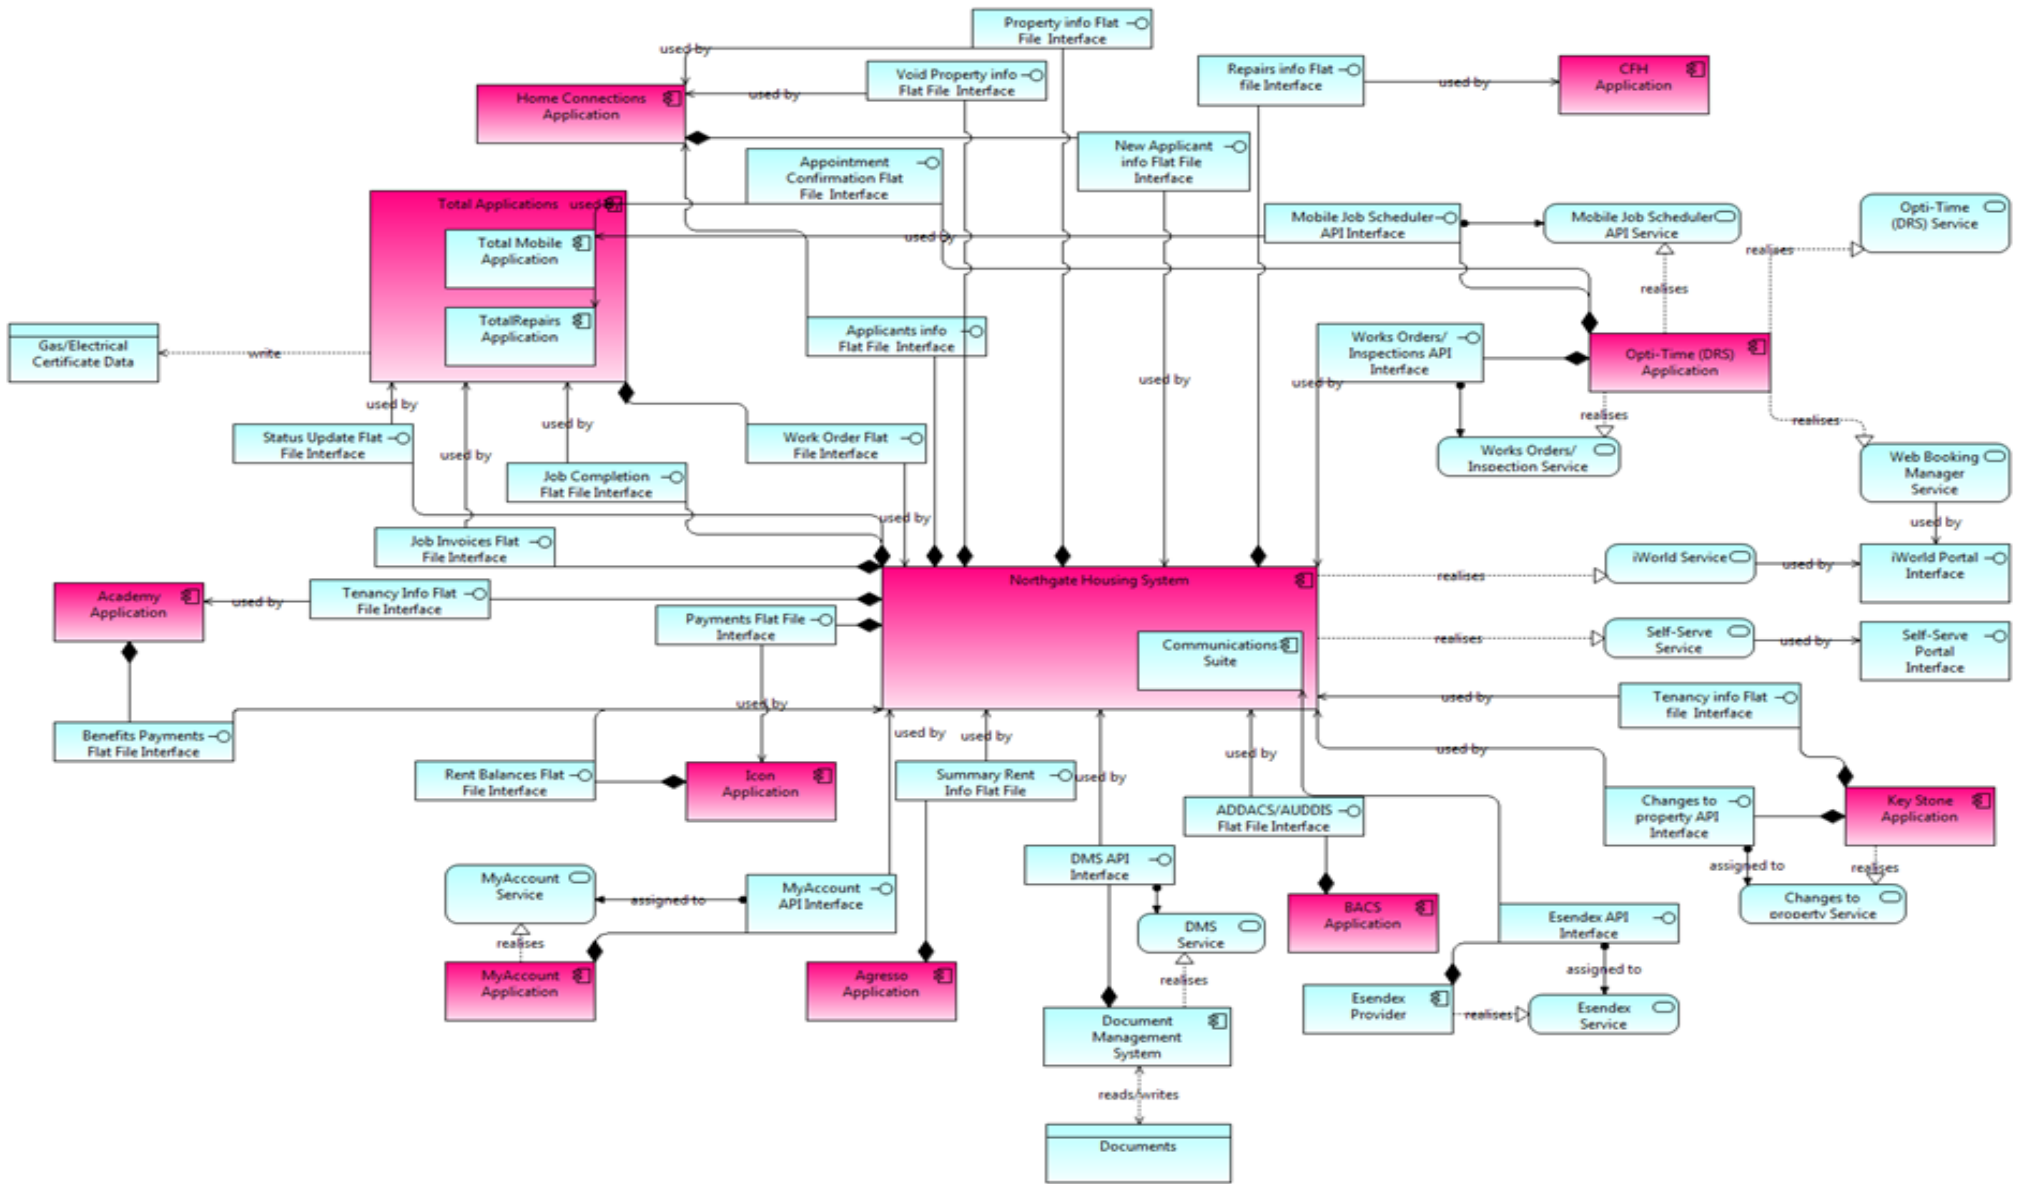 Property info Flat
File Interface
used by
Void Property info
Flat File Interface
used by
Repairs info Flat
file Interface
used by
CFH
Application
Home Connections
Application
New Applicant
info Flat File
Interface
Appointment
Confirmation Flat
File Interface
Total Applications
used by
Mobile Job Scheduler
API Interface
Mobile Job Scheduler
API Service
Opti-Time
(DRS) Service
Total Mobile
Application
used by
realises
realises
TotalRepairs
Application
Applicants info
Flat File Interface
Works Orders/
Inspections API
Interface
Opti-Time (DRS)
Application
Gas/Electrical
Certificate Data
write
used by
used by
used by
realises
realises
Status Update Flat
File Interface
used by
Work Order Flat
File Interface
used by
Works Orders/
Inspection Service
Web Booking
Manager
Service
Job Completion
Flat File Interface
used by
used by
Job Invoices Flat
File Interface
iWorld Service
used by
iWorld Portal
Interface
Northgate Housing System
realises
Academy
Application
used by
Tenancy Info Flat
File Interface
Payments Flat File
Interface
Communications
Suite
realises
Self-Serve
Service
used by
Self-Serve
Portal
Interface
used by
used by
Tenancy info Flat
file Interface
Benefits Payments
Flat File Interface
used by
used by
used by
used by
Rent Balances Flat
File Interface
Icon
Application
Summary Rent
Info Flat File
used by
ADDACS/AUDDIS
Flat File Interface
Changes to
property API
Interface
Key Stone
Application
DMS API
Interface
assigned to
realises
MyAccount
Service
assigned to
MyAccount
API Interface
BACS
Application
Changes to
property Service
DMS
Service
Esendex API
Interface
realises
MyAccount
Application
Agresso
Application
realises
assigned to
Esendex
Provider
realises
Esendex
Service
Document
Management
System
reads/writes
Documents